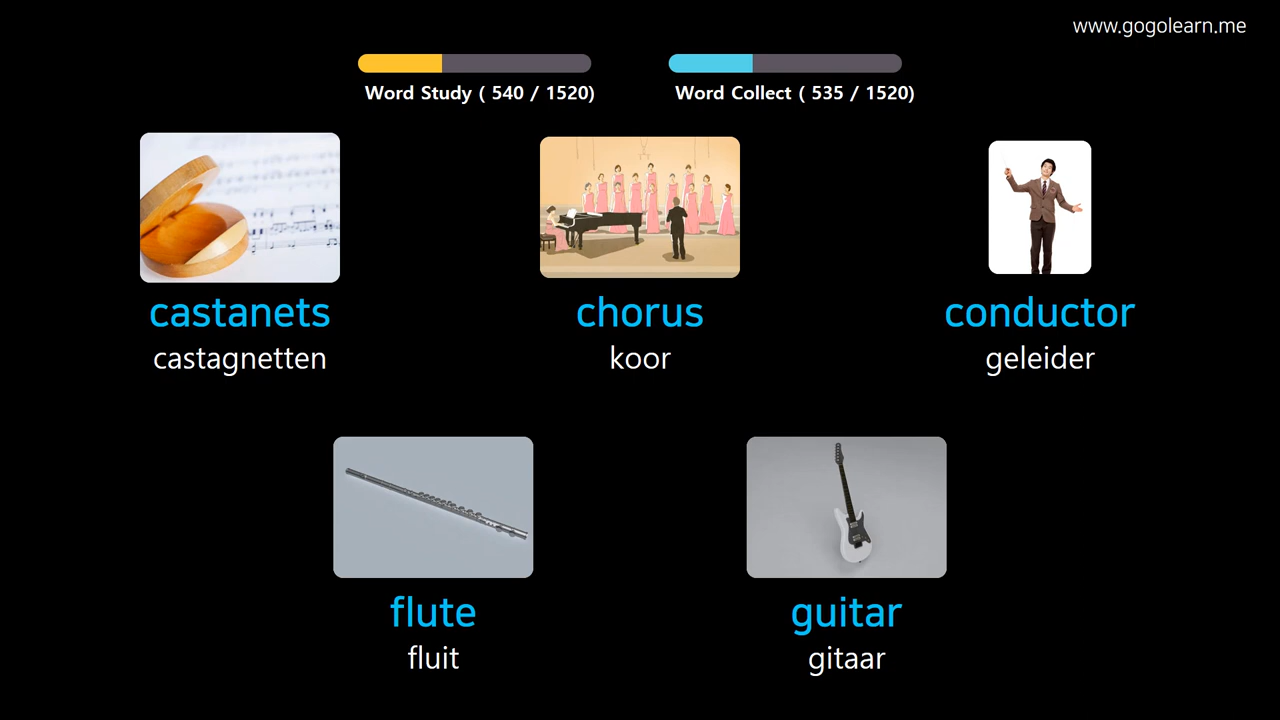 www.gogolearn.me
Word Study ( 540 / 1520)
Word Collect ( 535 / 1520)
castanets
chorus
conductor
castagnetten
koor
geleider
flute
guitar
fluit
gitaar